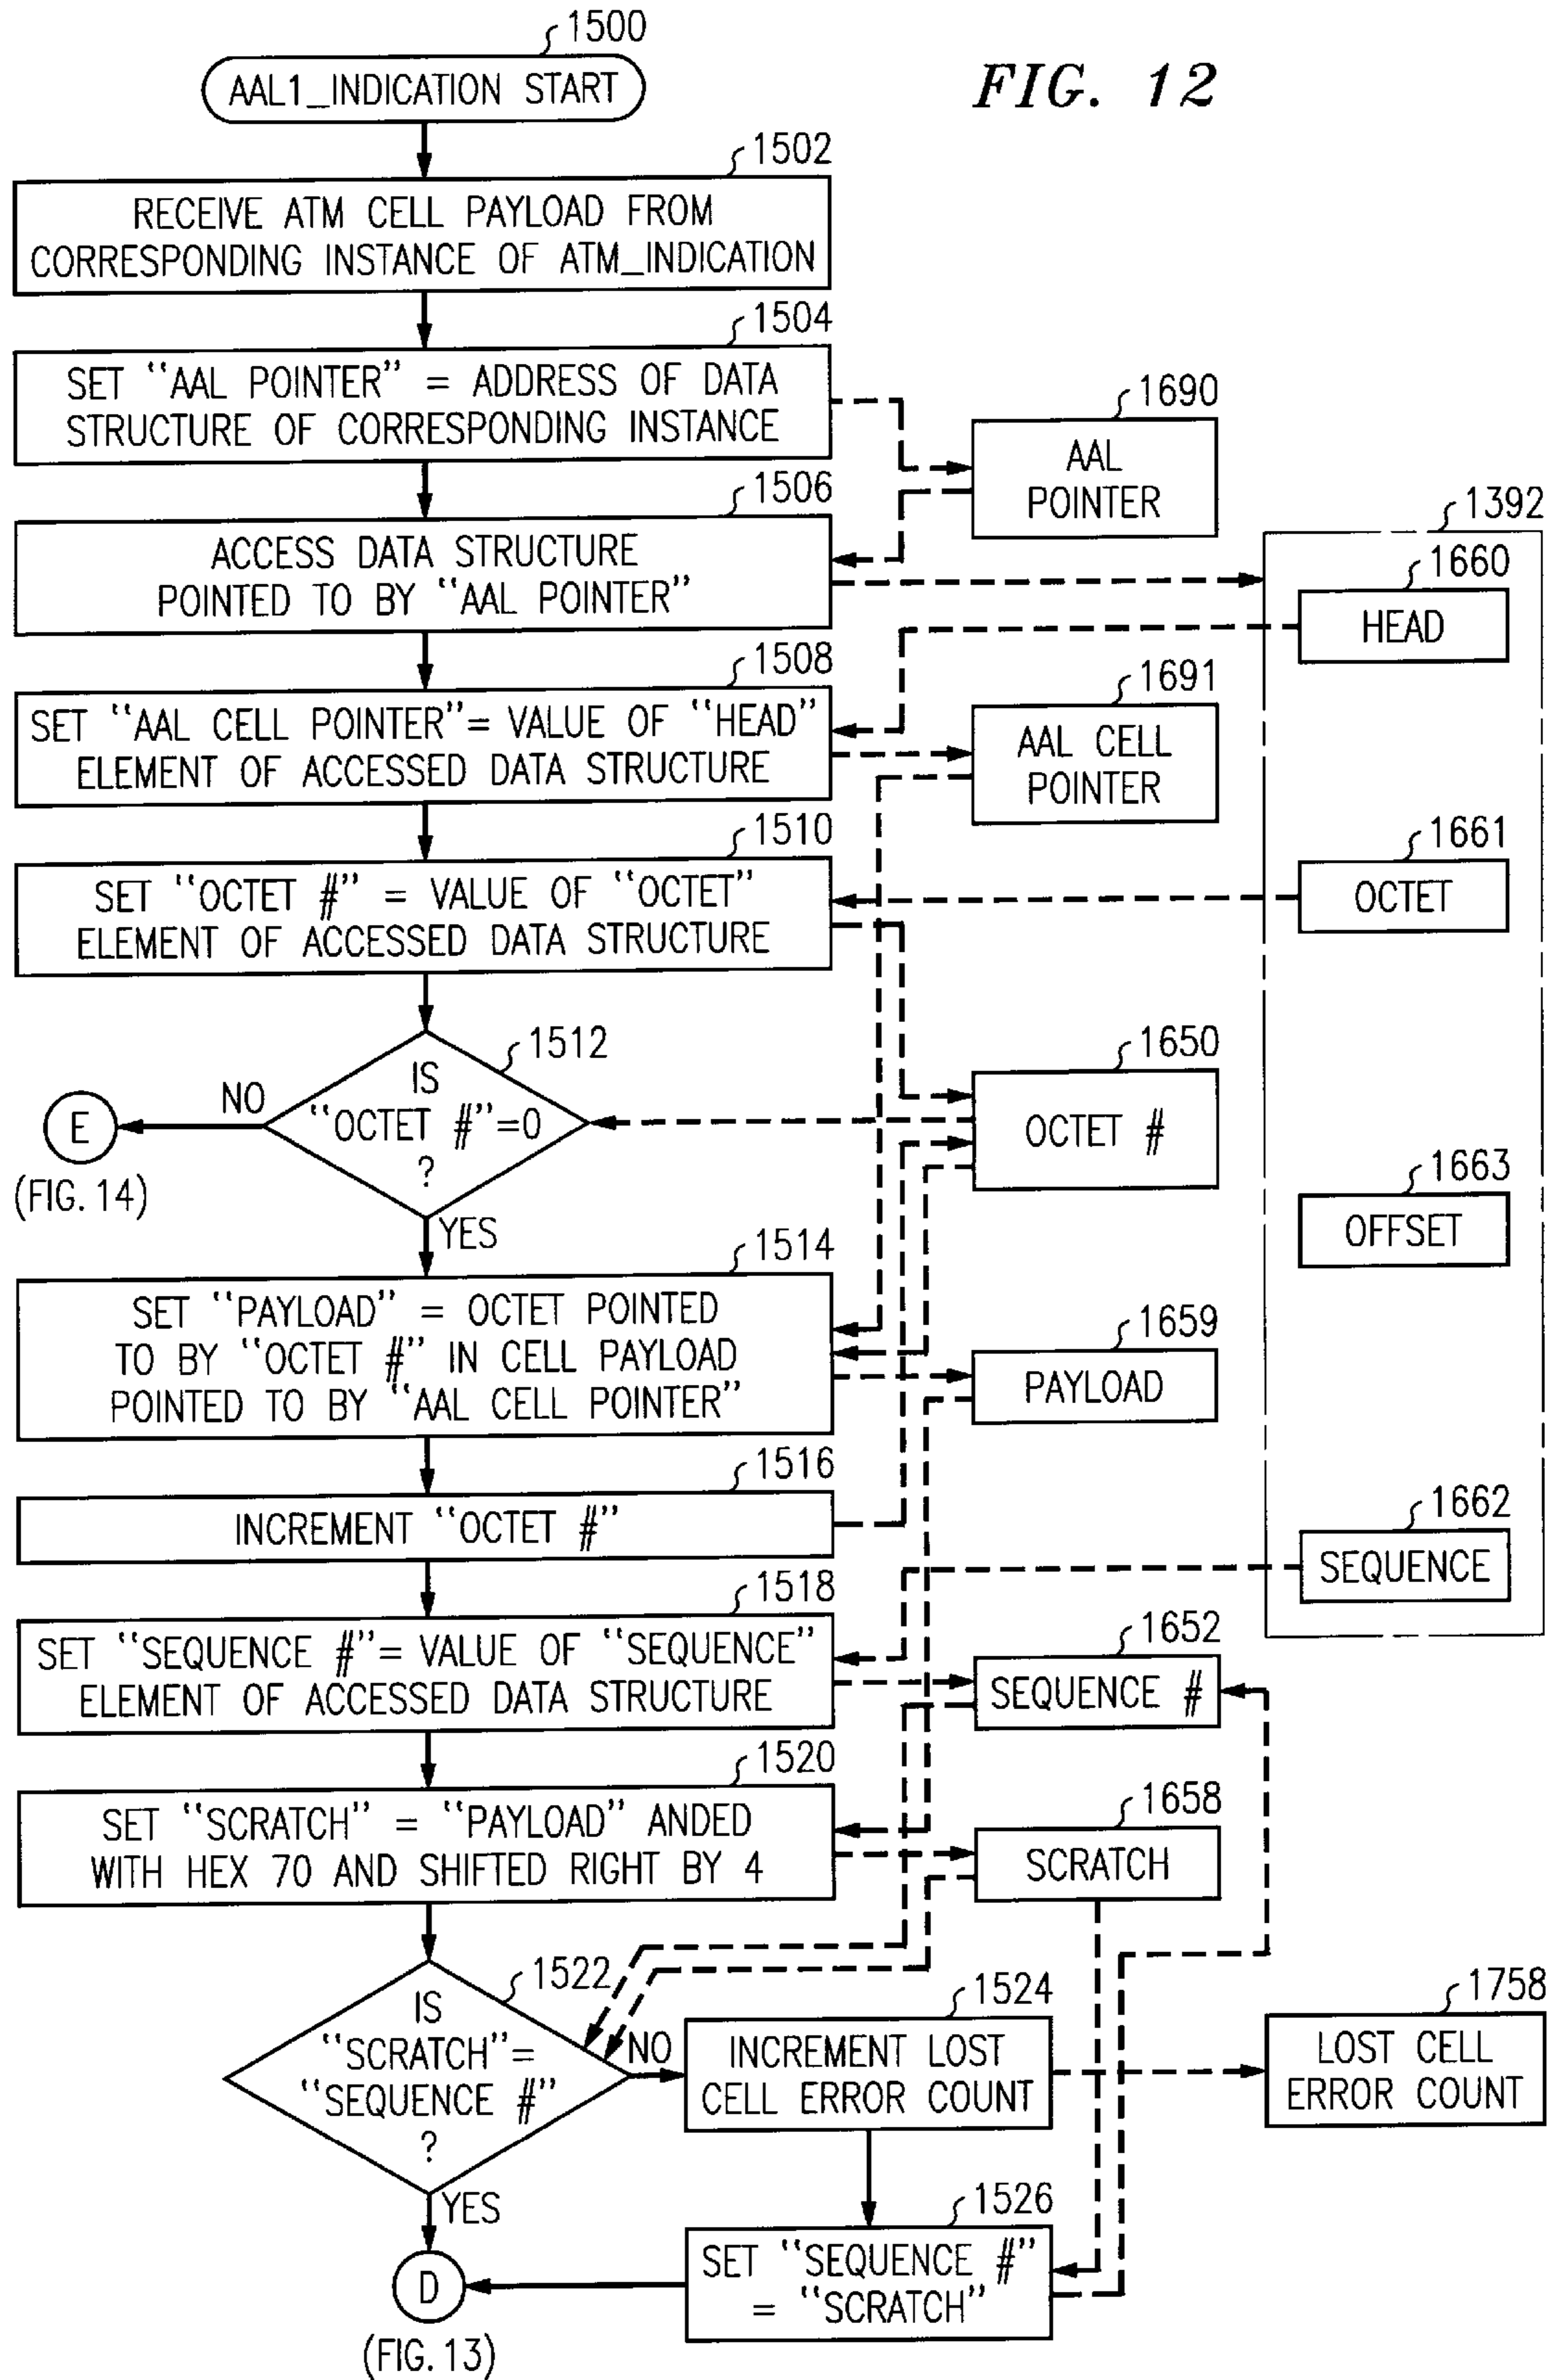 1500
AAL1_INDICATION START
FIG. 12
1502
RECEIVE ATM CELL PAYLOAD FROM
CORRESPONDING INSTANCE OF ATM_INDICATION
1504
SET "AAL POINTER" = ADDRESS OF DATA
STRUCTURE OF CORRESPONDING INSTANCE
1690
AAL
POINTER
1506
ACCESS DATA STRUCTURE
POINTED TO BY "AAL POINTER"
1392
1660
HEAD
1508
SET "AAL CELL POINTER"= VALUE OF "HEAD"
ELEMENT OF ACCESSED DATA STRUCTURE
1691
AAL CELL
POINTER
1510
SET "OCTET #" = VALUE OF "OCTET"
ELEMENT OF ACCESSED DATA STRUCTURE
1661
OCTET
1512
IS
"OCTET #"=0
?
NO
E
(FIG. 14)
YES
1650
OCTET #
1663
OFFSET
1514
SET "PAYLOAD" = OCTET POINTED
TO BY "OCTET #" IN CELL PAYLOAD
POINTED TO BY "AAL CELL POINTER"
1659
PAYLOAD
1516
INCREMENT "OCTET #"
1662
SEQUENCE
1518
SET "SEQUENCE #"= VALUE OF "SEQUENCE"
ELEMENT OF ACCESSED DATA STRUCTURE
1652
SEQUENCE #
1520
SET "SCRATCH" = "PAYLOAD" ANDED
WITH HEX 70 AND SHIFTED RIGHT BY 4
1658
SCRATCH
1522
IS
"SCRATCH"=
"SEQUENCE #"
?
NO
1524
INCREMENT LOST
CELL ERROR COUNT
1758
LOST CELL
ERROR COUNT
YES
1526
SET "SEQUENCE #"
= "SCRATCH"
D
(FIG. 13)